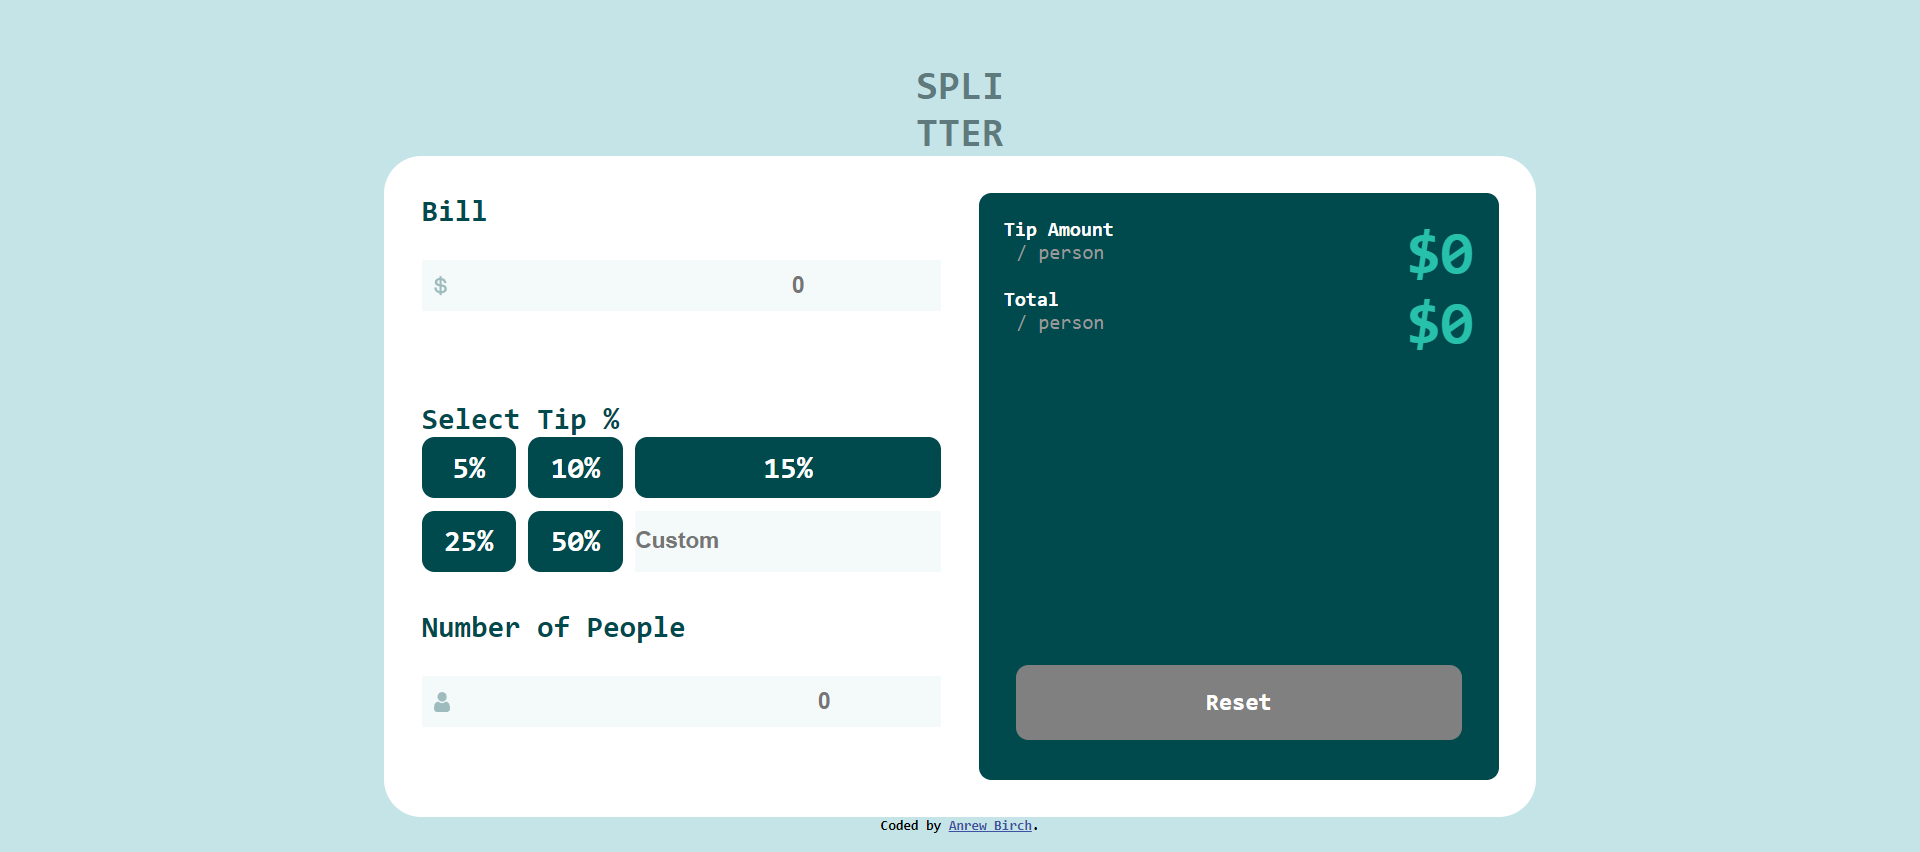 SPLI
TTER
Bill
$ 0
Select Tip %
5% 10% 15%
25% 50% Custom
Number of People
0
Tip Amount
/ person
$0
Total
/ person
$0
Reset
Coded by Anrew Birch.